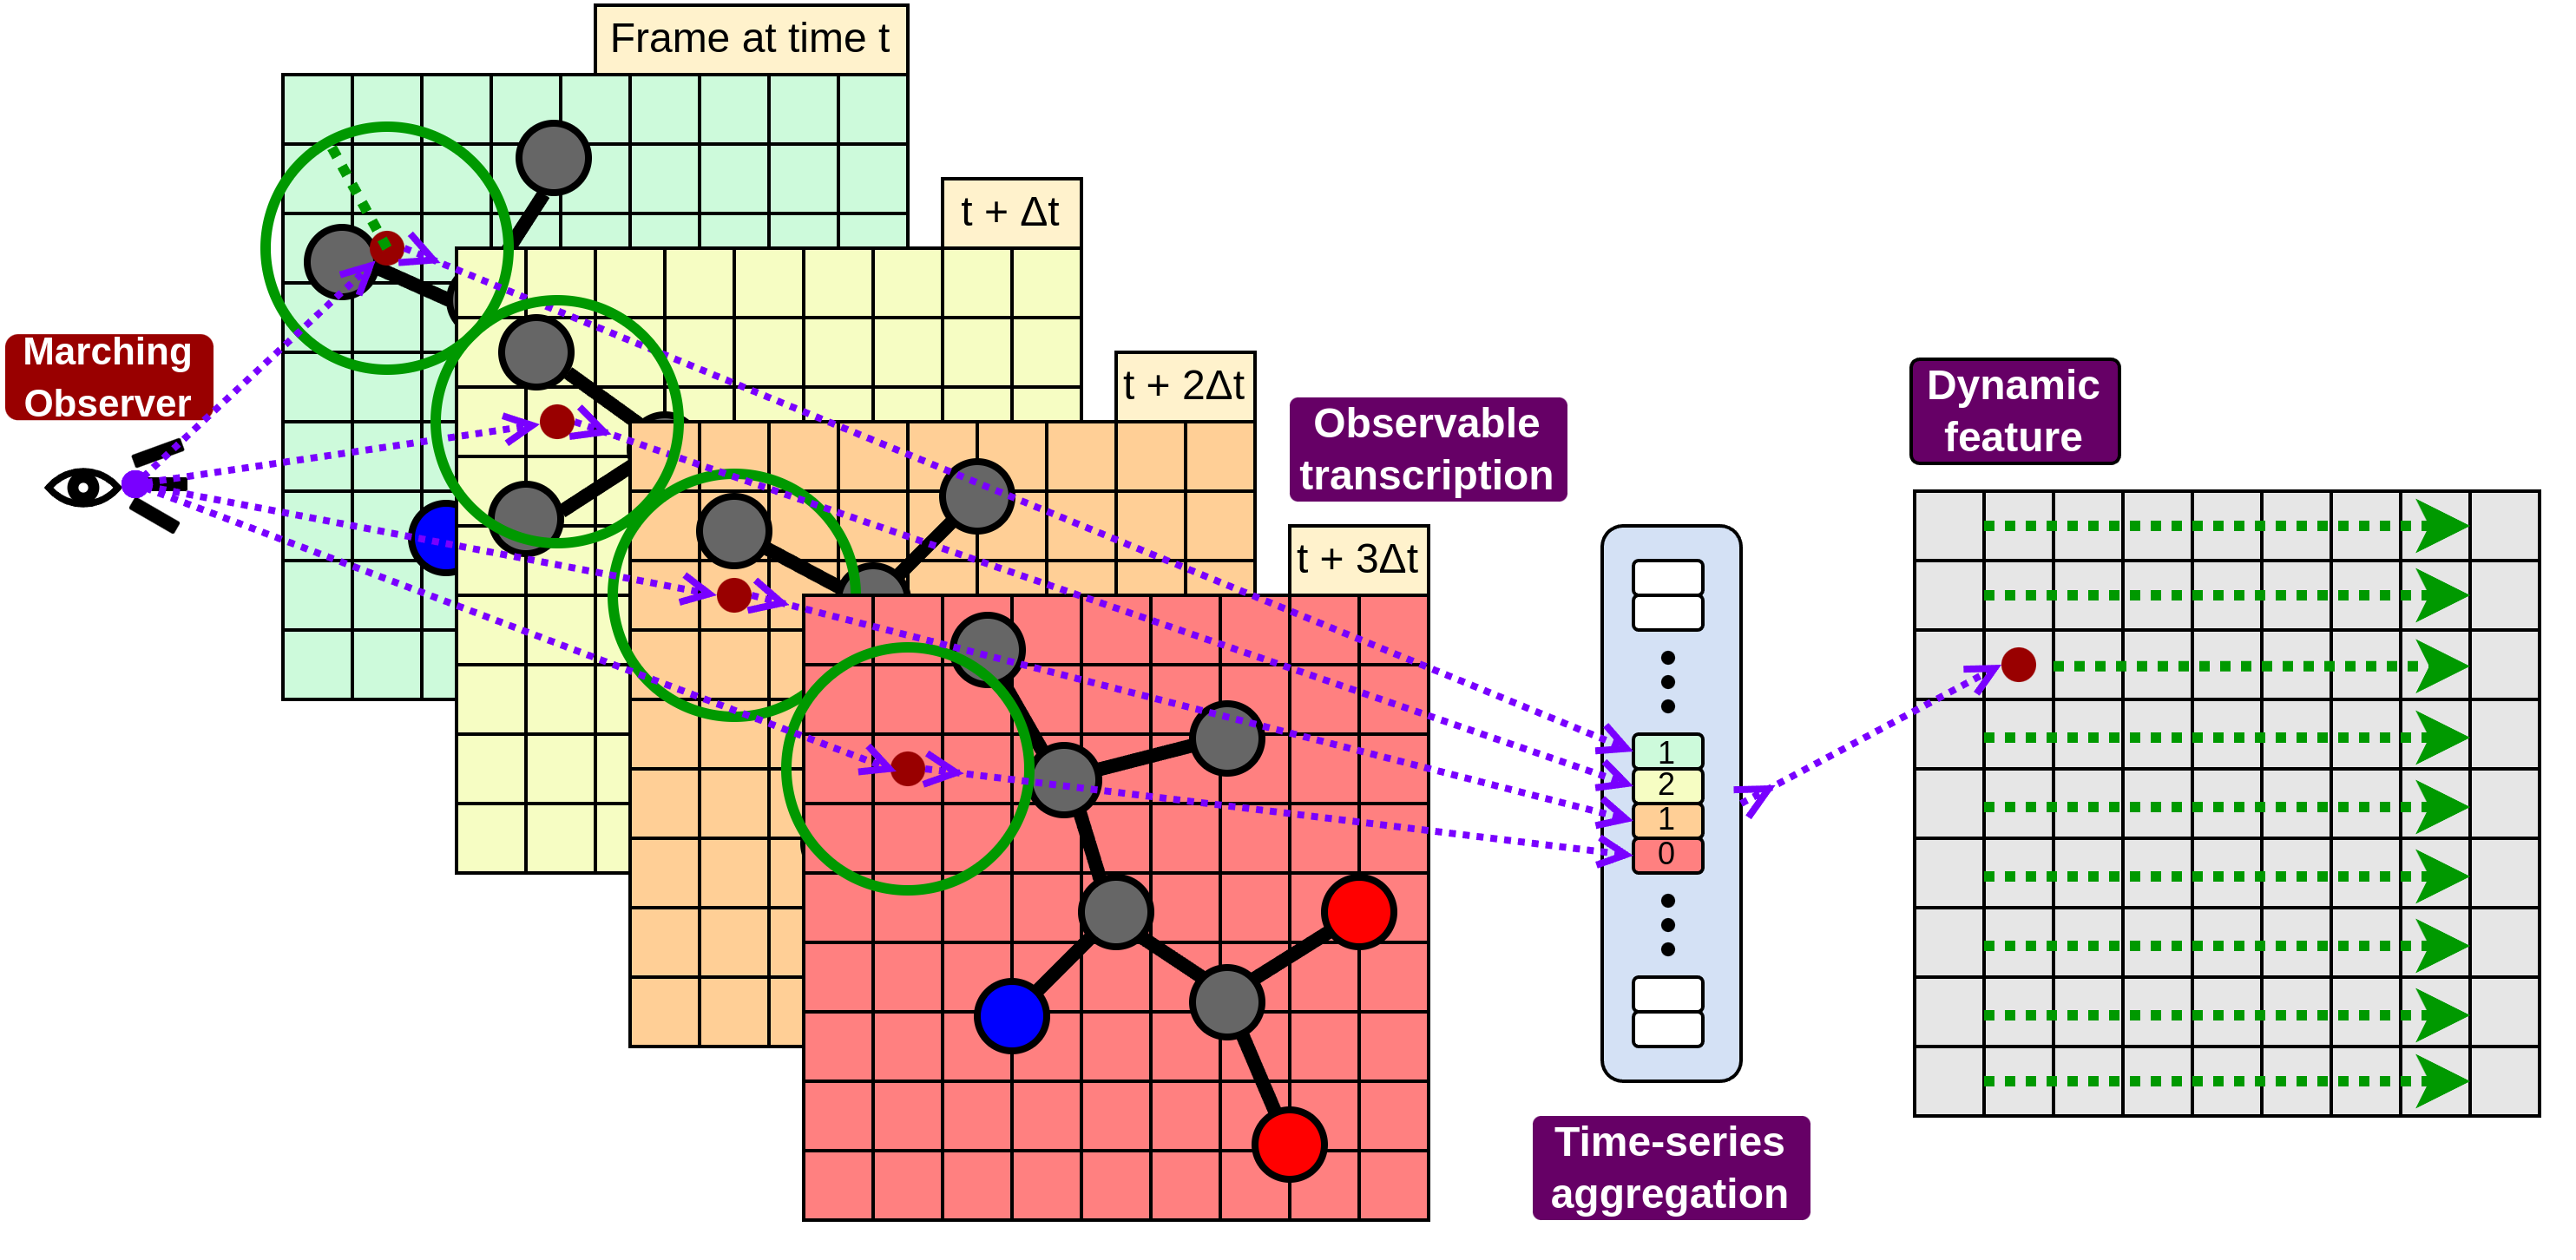 Frame at time t
t + Δt
t + 2Δt
t + 3Δt
Marching
Observer
Observable
transcription
1
2
1
0
Time-series
aggregation
Dynamic
feature